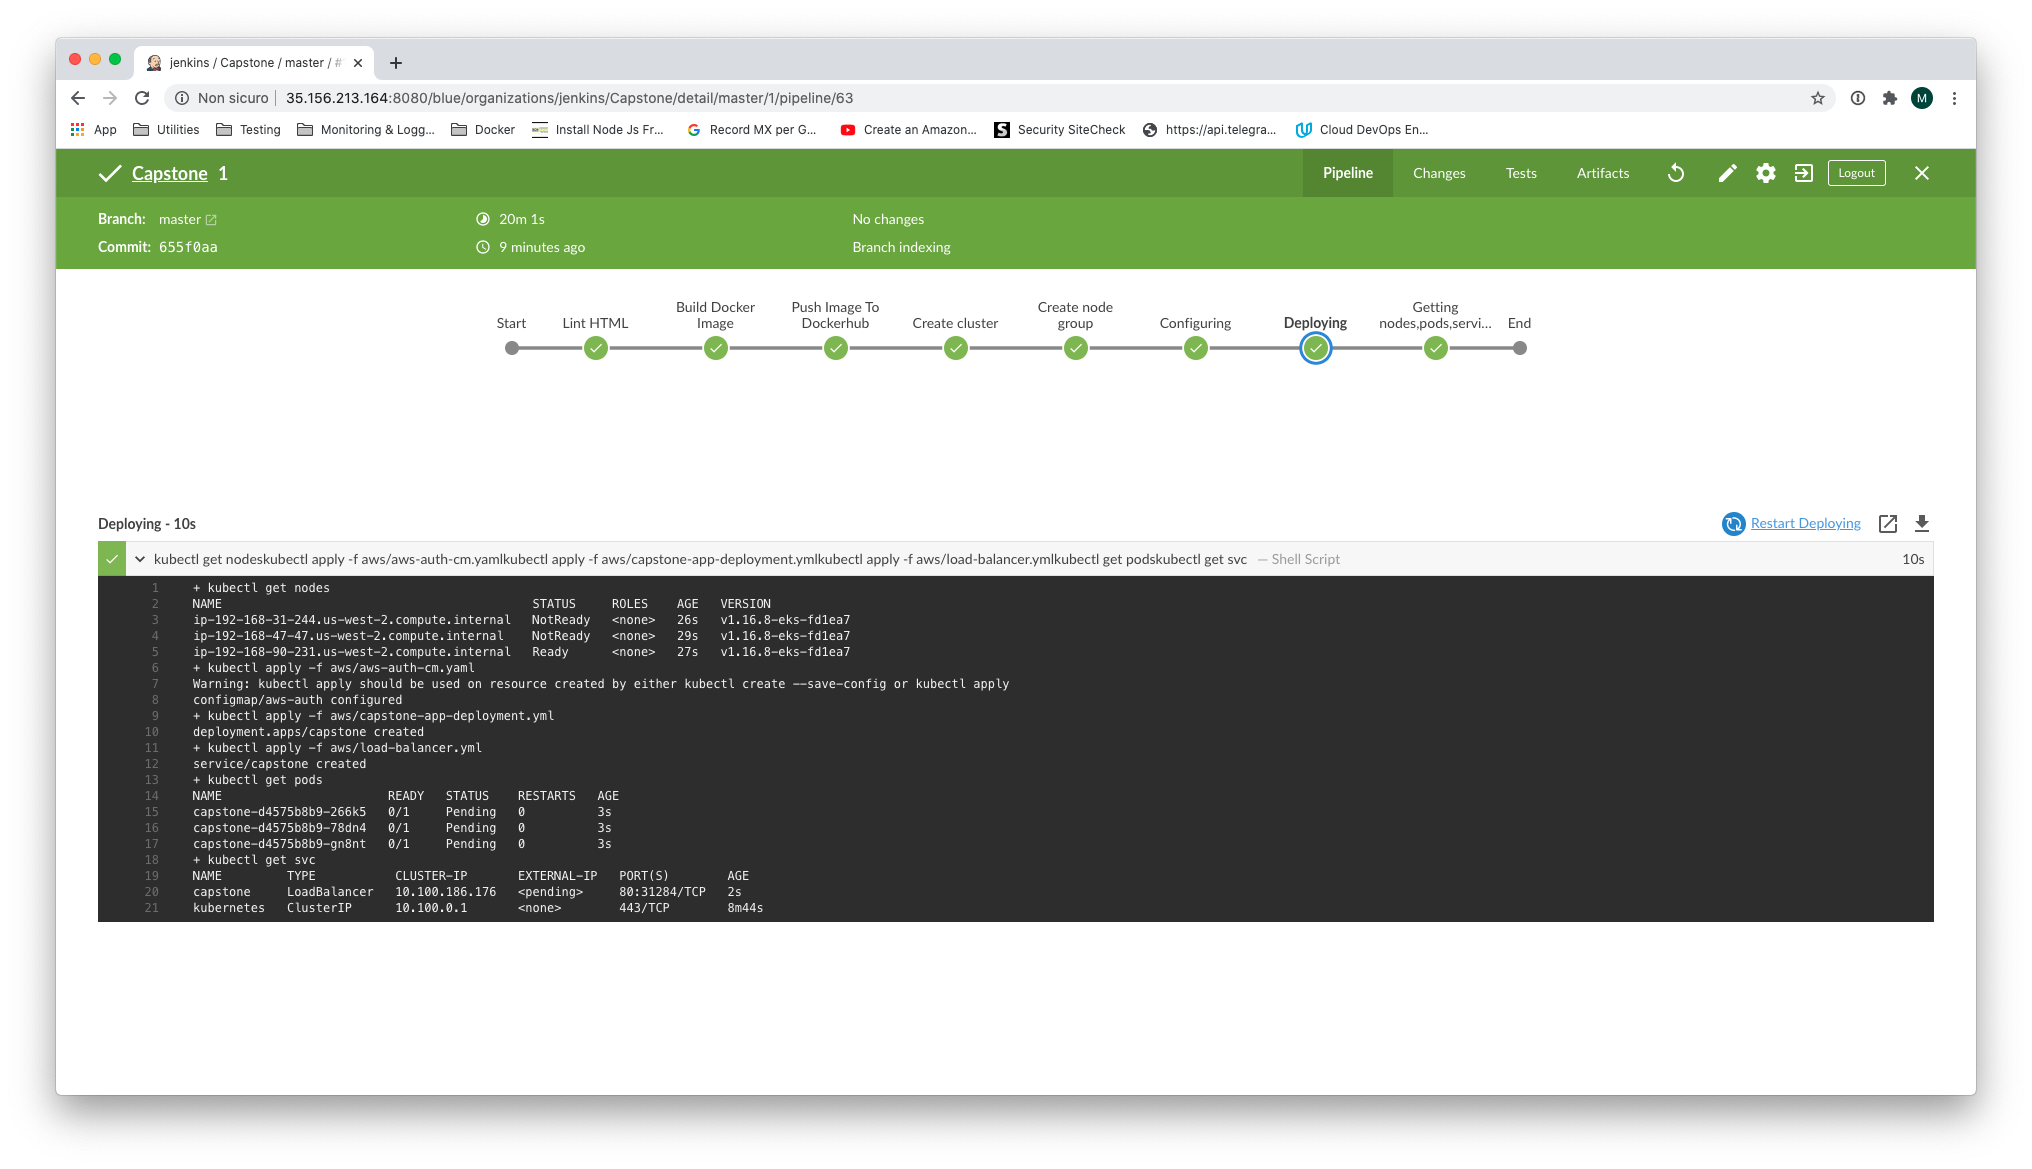 jenkins / Capstone / master / #
Non sicuro 35.156.213.164:8080/blue/organizations/jenkins/Capstone/detail/master/1/pipeline/63
M
App Utilities Testing Monitoring & Logg... Docker Install Node Js Fr... Record MX per G... Create an Amazon... Security SiteCheck https://api.telegra... Cloud DevOps En...
Capstone 1 Pipeline Changes Tests Artifacts Logout
Branch: master 20m 1s No changes
Commit: 655f0aa 9 minutes ago Branch indexing
Start Lint HTML Build Docker Image Push Image To Dockerhub Create cluster Create node group Configuring Deploying Getting nodes,pods,servi... End
Deploying - 10s Restart Deploying
kubectl get nodeskubectl apply -f aws/aws-auth-cm.yamlkubectl apply -f aws/capstone-app-deployment.ymlkubectl apply -f aws/load-balancer.ymlkubectl get podskubectl get svc — Shell Script 10s
1 + kubectl get nodes
2 NAME STATUS ROLES AGE VERSION
3 ip-192-168-31-244.us-west-2.compute.internal NotReady <none> 26s v1.16.8-eks-fd1ea7
4 ip-192-168-47-47.us-west-2.compute.internal NotReady <none> 29s v1.16.8-eks-fd1ea7
5 ip-192-168-90-231.us-west-2.compute.internal Ready <none> 27s v1.16.8-eks-fd1ea7
6 + kubectl apply -f aws/aws-auth-cm.yaml
7 Warning: kubectl apply should be used on resource created by either kubectl create --save-config or kubectl apply
8 configmap/aws-auth configured
9 + kubectl apply -f aws/capstone-app-deployment.yml
10 deployment.apps/capstone created
11 + kubectl apply -f aws/load-balancer.yml
12 service/capstone created
13 + kubectl get pods
14 NAME READY STATUS RESTARTS AGE
15 capstone-d4575b8b9-266k5 0/1 Pending 0 3s
16 capstone-d4575b8b9-78dn4 0/1 Pending 0 3s
17 capstone-d4575b8b9-gn8nt 0/1 Pending 0 3s
18 + kubectl get svc
19 NAME TYPE CLUSTER-IP EXTERNAL-IP PORT(S) AGE
20 capstone LoadBalancer 10.100.186.176 <pending> 80:31284/TCP 2s
21 kubernetes ClusterIP 10.100.0.1 <none> 443/TCP 8m44s